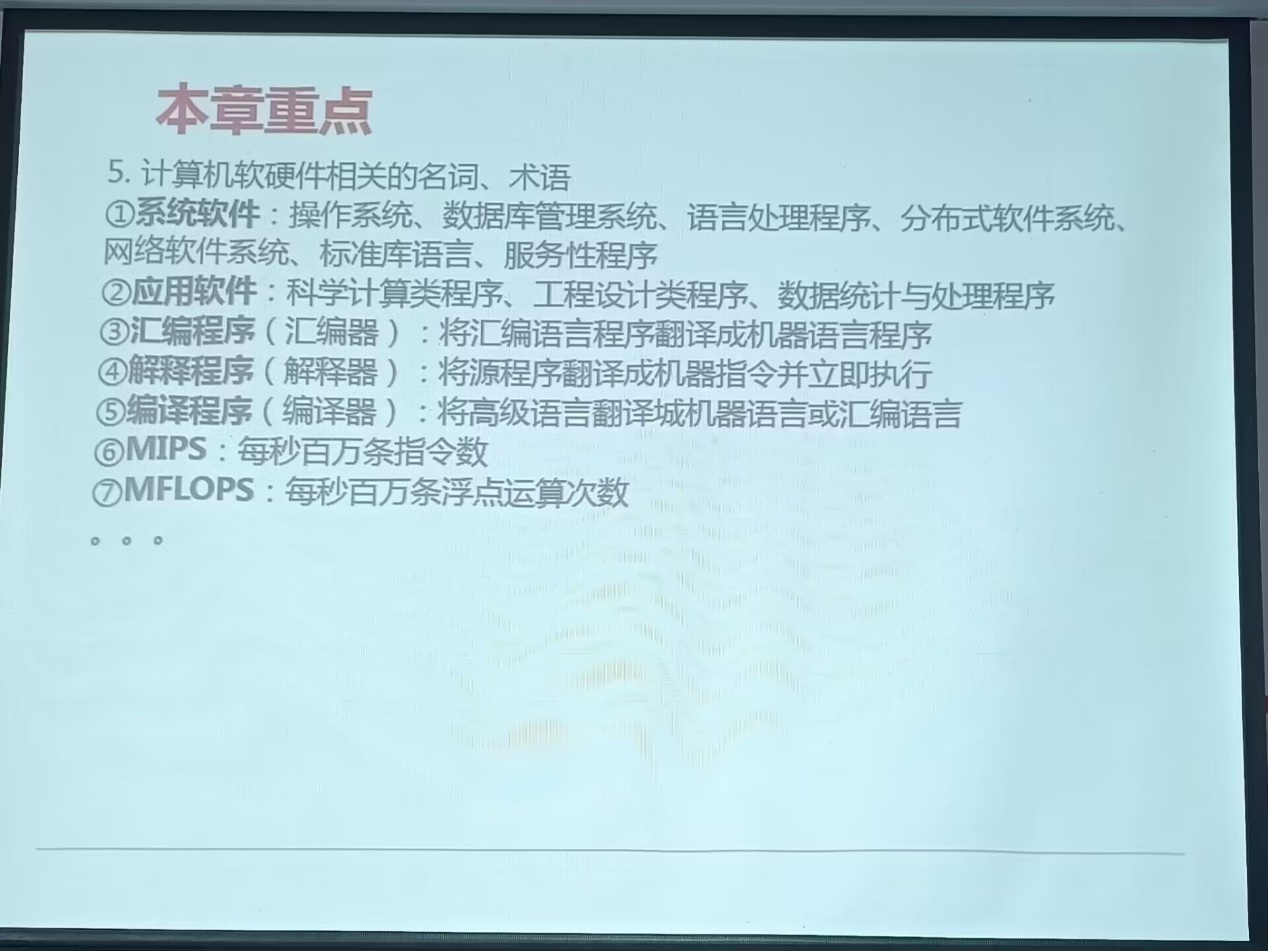 本章重点
5. 计算机软硬件相关的名词、术语
①系统软件：操作系统、数据库管理系统、语言处理程序、分布式软件系统、
网络软件系统、标准库语言、服务性程序
②应用软件：科学计算类程序、工程设计类程序、数据统计与处理程序
③汇编程序（汇编器）：将汇编语言程序翻译成机器语言程序
④解释程序（解释器）：将源程序翻译成机器指令并立即执行
⑤编译程序（编译器）：将高级语言翻译城机器语言或汇编语言
⑥MIPS：每秒百万条指令数
⑦MFLOPS：每秒百万条浮点运算次数
。。。